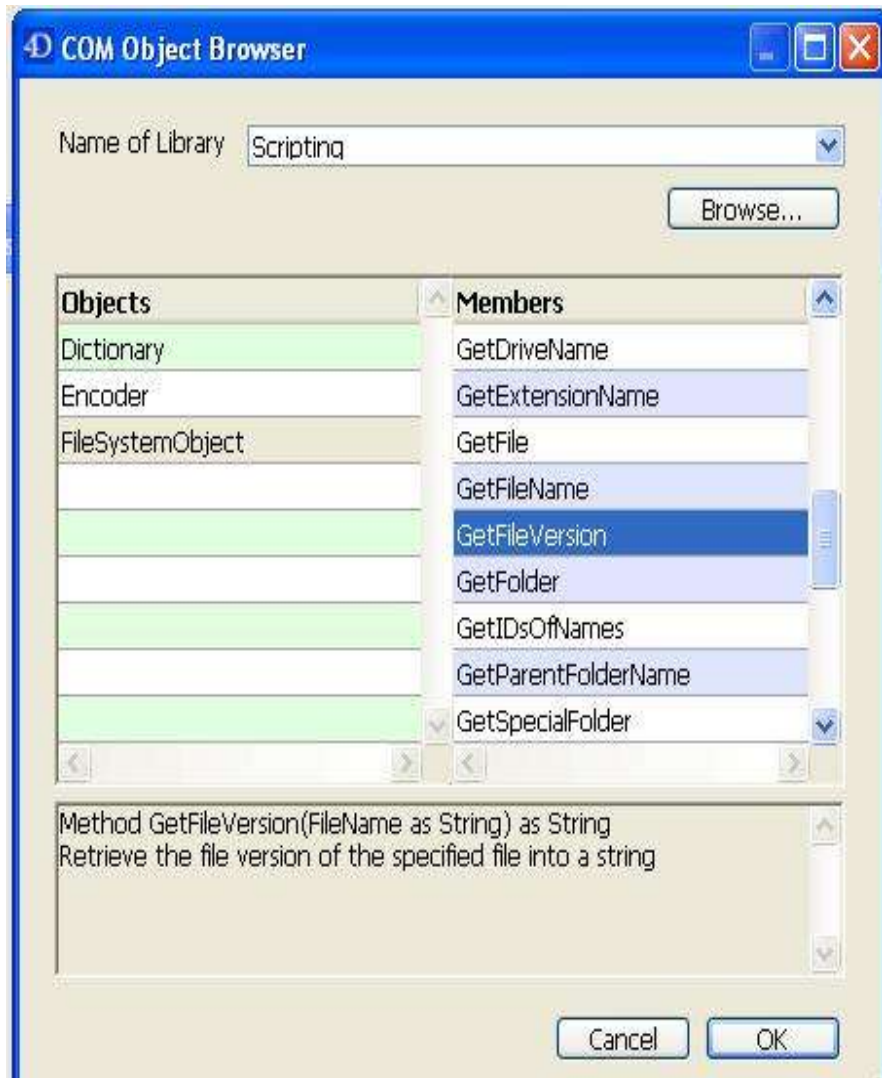 4D COM Object Browser
Name of Library Scripting
Browse...
Objects
Dictionary
Encoder
FileSystemObject
Members
GetDriveName
GetExtensionName
GetFile
GetFileName
GetFileVersion
GetFolder
GetIDsOfNames
GetParentFolderName
GetSpecialFolder
Method GetFileVersion(FileName as String) as String
Retrieve the file version of the specified file into a string
Cancel OK